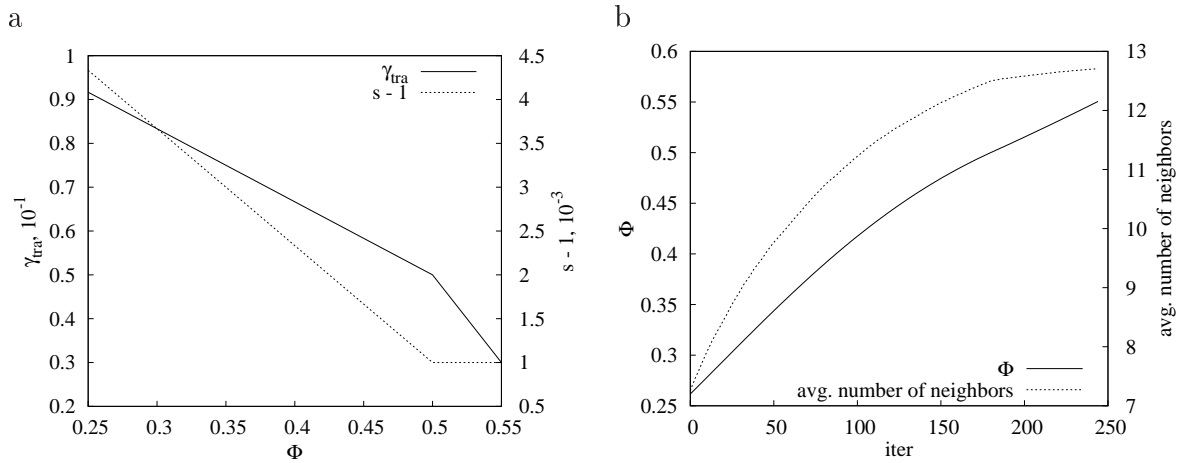 a
γtra, 10-1
1
0.9
0.8
0.7
0.6
0.5
0.4
0.3
0.2
0.25 0.3 0.35 0.4 0.45 0.5 0.55
Φ
γtra
s - 1
4.5
4
3.5
3
2.5
2
1.5
1
0.5
s - 1, 10-3
b
Φ
0.6
0.55
0.5
0.45
0.4
0.35
0.3
0.25
0 50 100 150 200 250
iter
Φ
avg. number of neighbors
13
12
11
10
9
8
7
avg. number of neighbors